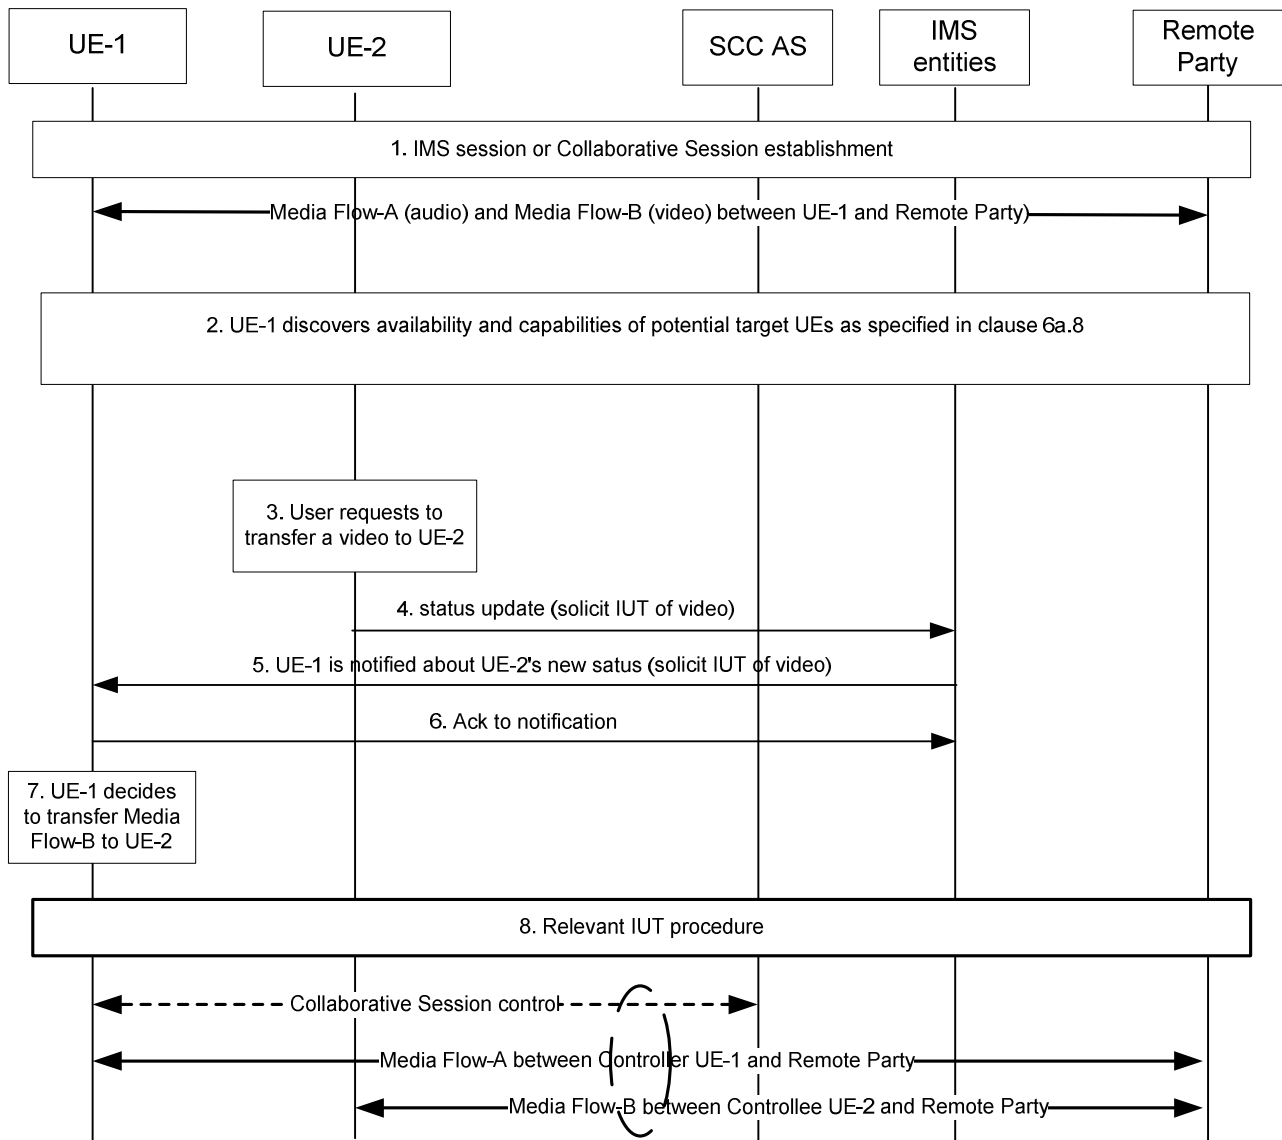 UE-1
UE-2
SCC AS
IMS
entities
Remote
Party
1. IMS session or Collaborative Session establishment
Media Flow-A (audio) and Media Flow-B (video) between UE-1 and Remote Party)
2. UE-1 discovers availability and capabilities of potential target UEs as specified in clause 6a.8
3. User requests to
transfer a video to UE-2
4. status update (solicit IUT of video)
5. UE-1 is notified about UE-2's new satus (solicit IUT of video)
6. Ack to notification
7. UE-1 decides
to transfer Media
Flow-B to UE-2
8. Relevant IUT procedure
Collaborative Session control
Media Flow-A between Controller UE-1 and Remote Party
Media Flow-B between Controllee UE-2 and Remote Party